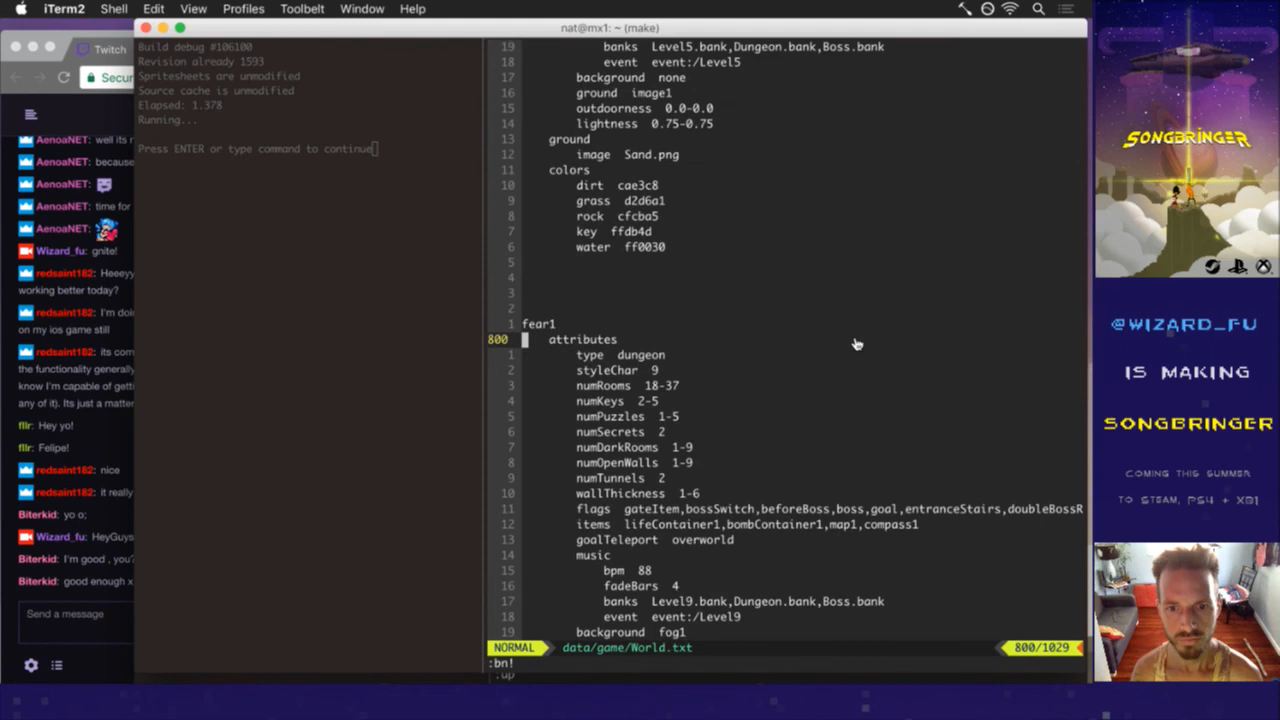 iTerm2 Shell Edit View Profiles Toolbelt Window Help
nat@mx1: ~ (make)
Twitch
Secur
AenoaNET: well its r
AenoaNET: because
AenoaNET:
AenoaNET: time for
AenoaNET:
Wizard_fu: gnite!
redsaint182: Heeeyy
working better today?
redsaint182: I'm doi
on my ios game still
redsaint182: its com
the functionality generally
know I'm capable of getti
any of it). Its just a matter
fllr: Hey yo!
fllr: Felipe!
redsaint182: nice
redsaint182: it really
Biterkid: yo o;
Wizard_fu: HeyGuys
Biterkid: I'm good , you?
Biterkid: good enough x
Send a message
Build debug #106100
Revision already 1593
Spritesheets are unmodified
Source cache is unmodified
Elapsed: 1.378
Running...
Press ENTER or type command to continue
19 banks Level5.bank,Dungeon.bank,Boss.bank
18 event event:/Level5
17 background none
16 ground image1
15 outdoorness 0.0-0.0
14 lightness 0.75-0.75
13 ground
12 image Sand.png
11 colors
10 dirt cae3c8
9 grass d2d6a1
8 rock cfcba5
7 key ffdb4d
6 water ff0030
5
4
3
2
1 fear1
800 attributes
1 type dungeon
2 styleChar 9
3 numRooms 18-37
4 numKeys 2-5
5 numPuzzles 1-5
6 numSecrets 2
7 numDarkRooms 1-9
8 numOpenWalls 1-9
9 numTunnels 2
10 wallThickness 1-6
11 flags gateItem,bossSwitch,beforeBoss,boss,goal,entranceStairs,doubleBossR
12 items lifeContainer1,bombContainer1,map1,compass1
13 goalTeleport overworld
14 music
15 bpm 88
16 fadeBars 4
17 banks Level9.bank,Dungeon.bank,Boss.bank
18 event event:/Level9
19 background fog1
NORMAL data/game/World.txt 800/1029
:bn!
:up
SONGBRINGER
@WIZARD_FU
IS MAKING
SONGBRINGER
COMING THIS SUMMER
TO STEAM, PS4 + XB1